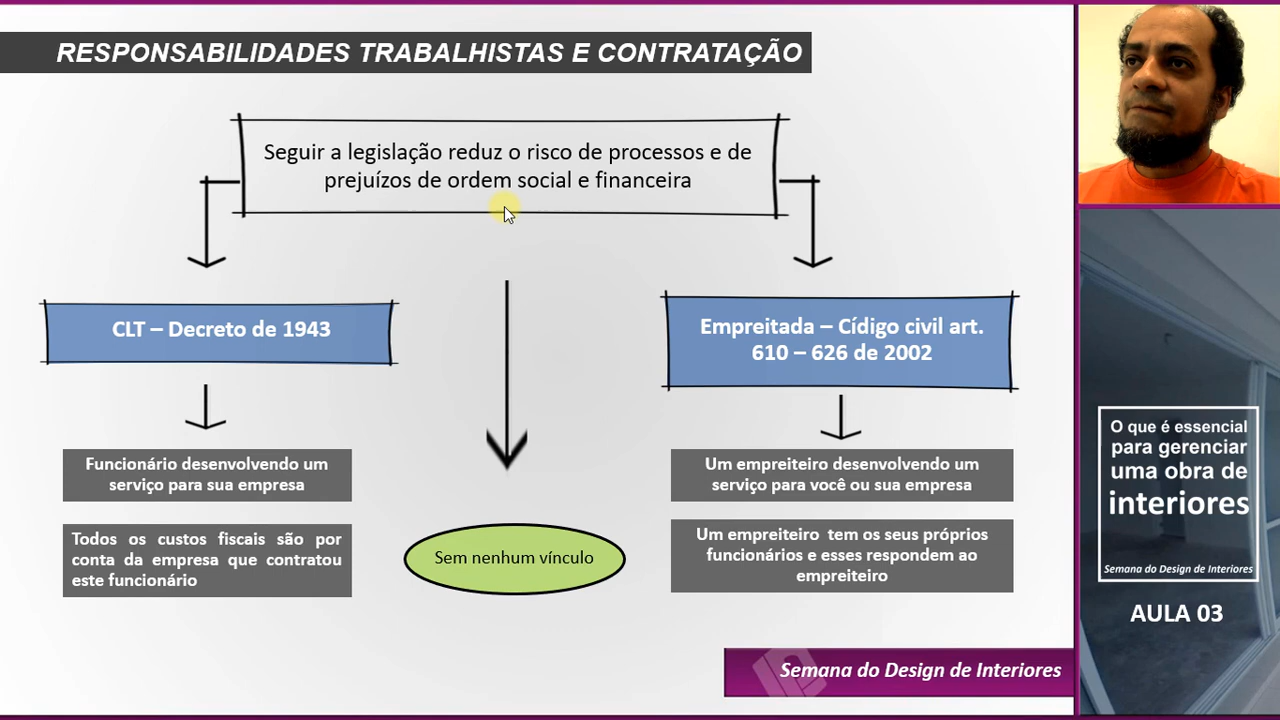 RESPONSABILIDADES TRABALHISTAS E CONTRATAÇÃO
Seguir a legislação reduz o risco de processos e de
prejuízos de ordem social e financeira
CLT – Decreto de 1943
Empreitada – Cídigo civil art.
610 – 626 de 2002
Funcionário desenvolvendo um
serviço para sua empresa
Todos os custos fiscais são por
conta da empresa que contratou
este funcionário
Sem nenhum vínculo
Um empreiteiro desenvolvendo um
serviço para você ou sua empresa
Um empreiteiro tem os seus próprios
funcionários e esses respondem ao
empreiteiro
Semana do Design de Interiores
O que é essencial
para gerenciar
uma obra de
interiores
Semana do Design de Interiores
AULA 03